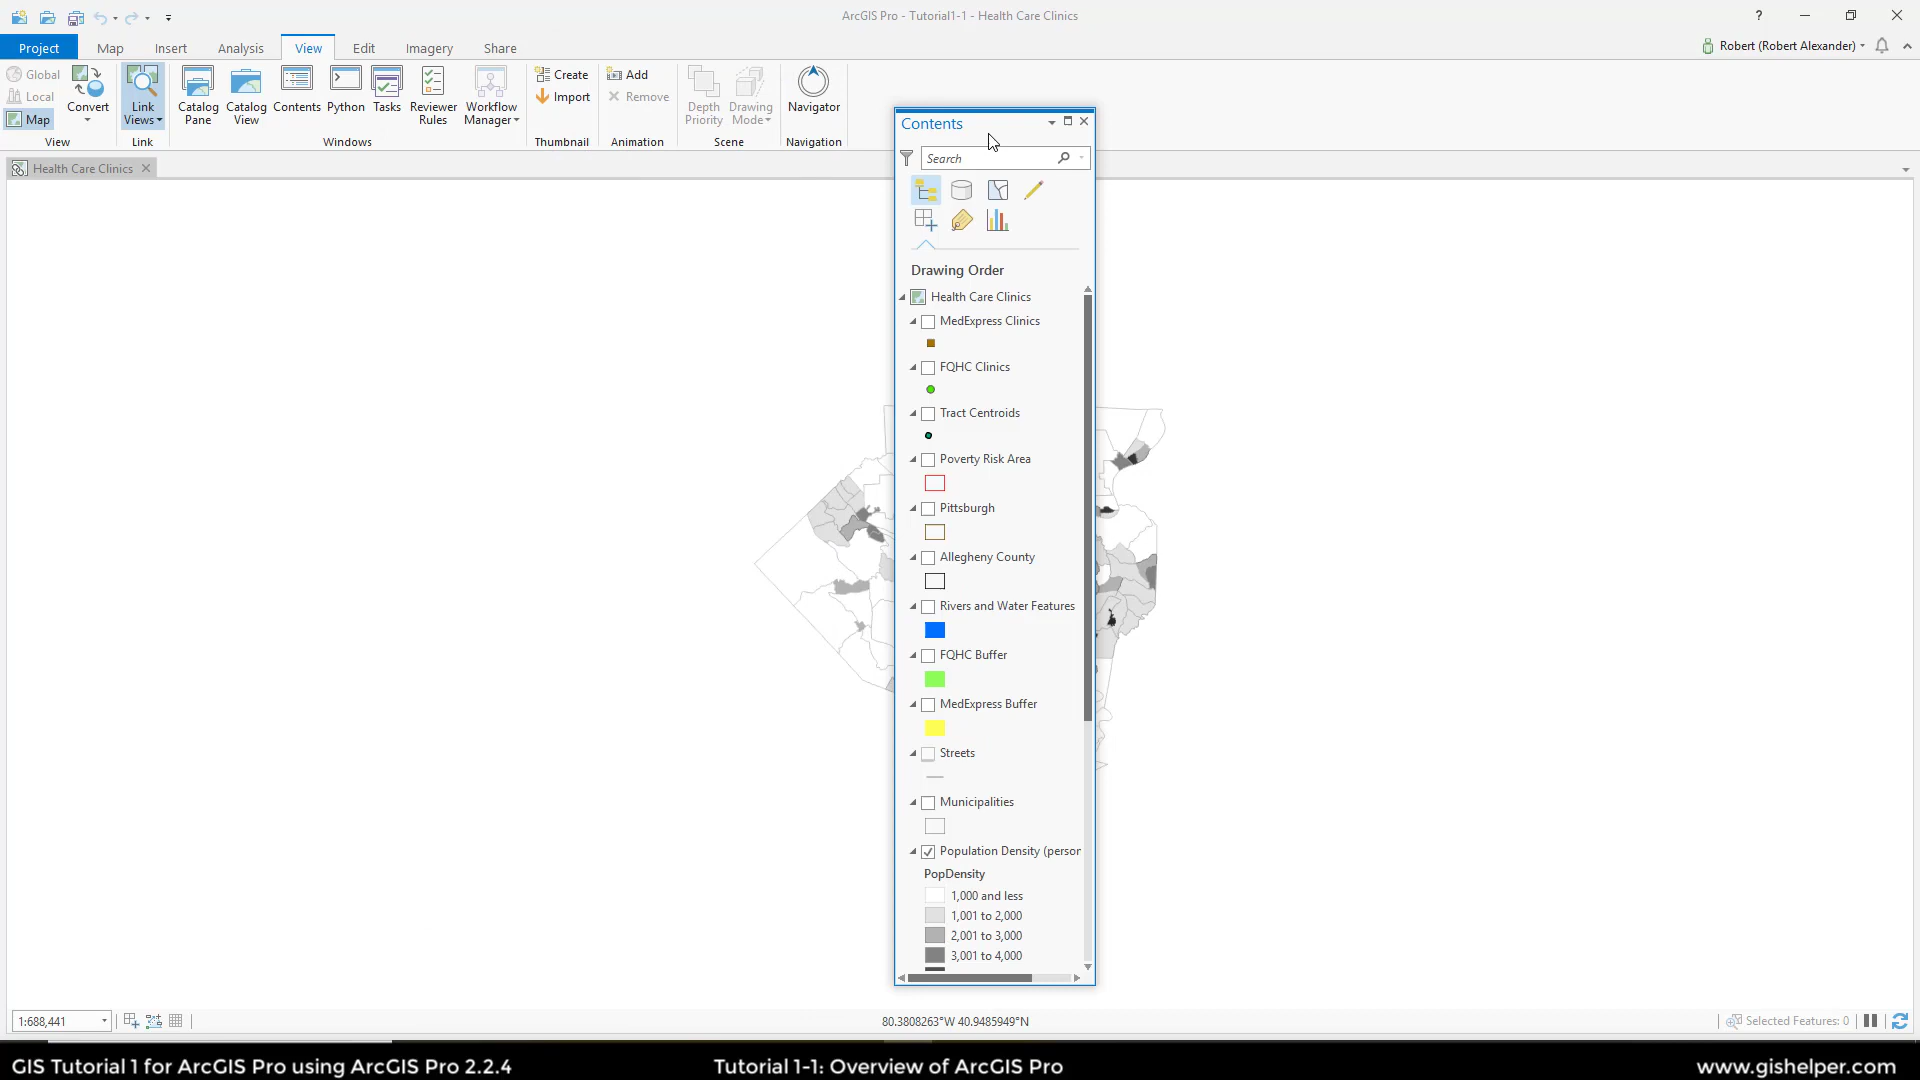 ArcGIS Pro - Tutorial1-1 - Health Care Clinics
?
Project Map Insert Analysis View Edit Imagery Share
Robert (Robert Alexander)
Global
Local
Map
Convert
Link Views
Catalog Pane
Catalog View
Contents
Python
Tasks
Reviewer Rules
Workflow Manager
Create
Import
Add
Remove
Depth Priority
Drawing Mode
Navigator
View Link Windows Thumbnail Animation Scene Navigation
Health Care Clinics
Contents
Search
Drawing Order
Health Care Clinics
MedExpress Clinics
FQHC Clinics
Tract Centroids
Poverty Risk Area
Pittsburgh
Allegheny County
Rivers and Water Features
FQHC Buffer
MedExpress Buffer
Streets
Municipalities
Population Density (person
PopDensity
1,000 and less
1,001 to 2,000
2,001 to 3,000
3,001 to 4,000
1:688,441
80.3808263°W 40.9485949°N
Selected Features: 0
GIS Tutorial 1 for ArcGIS Pro using ArcGIS Pro 2.2.4
Tutorial 1-1: Overview of ArcGIS Pro
www.gishelper.com